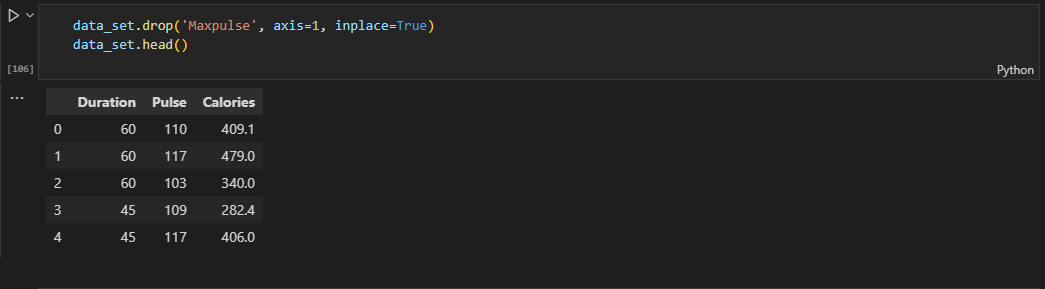 data_set.drop('Maxpulse', axis=1, inplace=True)
data_set.head()
[106]
Python
...
Duration Pulse Calories
0 60 110 409.1
1 60 117 479.0
2 60 103 340.0
3 45 109 282.4
4 45 117 406.0